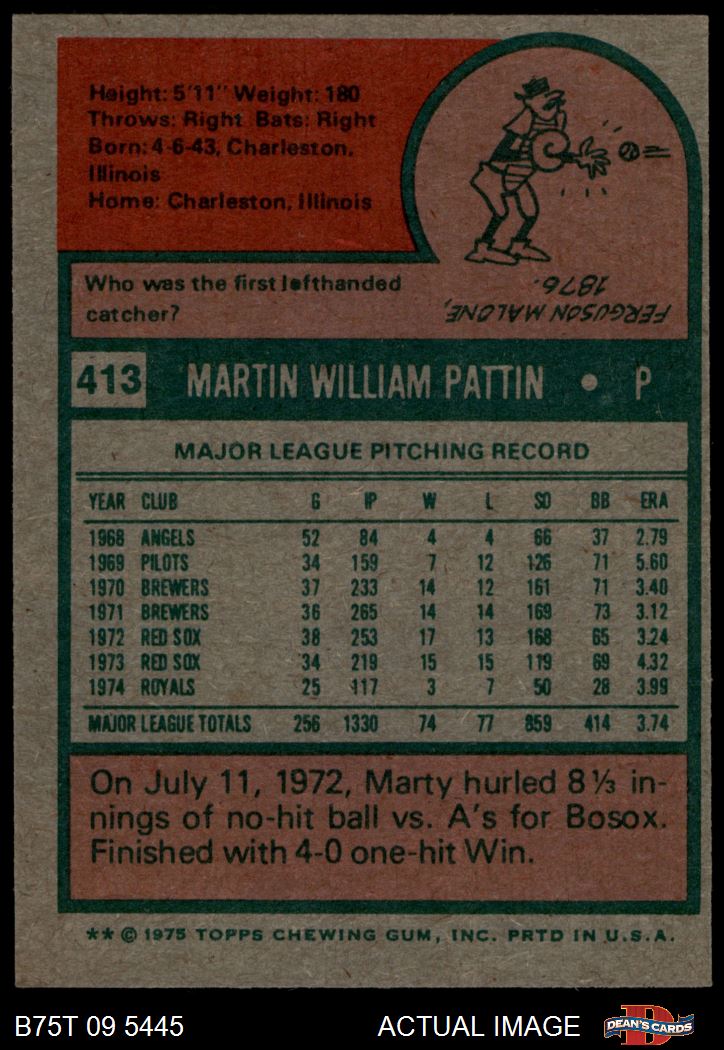 Height: 5'11" Weight: 180
Throws: Right Bats: Right
Born: 4-6-43, Charleston,
Illinois
Home: Charleston, Illinois
Who was the first lefthanded
catcher?
FERGUSON MALONE,
1876.
413 MARTIN WILLIAM PATTIN • P
MAJOR LEAGUE PITCHING RECORD
YEAR CLUB G IP W L SO BB ERA
1968 ANGELS 52 84 4 4 66 37 2.79
1969 PILOTS 34 159 7 12 126 71 5.60
1970 BREWERS 37 233 14 12 161 71 3.40
1971 BREWERS 36 265 14 14 169 73 3.12
1972 RED SOX 38 253 17 13 168 65 3.24
1973 RED SOX 34 219 15 15 119 69 4.32
1974 ROYALS 25 117 3 7 50 28 3.99
MAJOR LEAGUE TOTALS 256 1330 74 77 859 414 3.74
On July 11, 1972, Marty hurled 8⅓ in-
nings of no-hit ball vs. A's for Bosox.
Finished with 4-0 one-hit Win.
** © 1975 TOPPS CHEWING GUM, INC. PRTD IN U.S.A.
B75T 09 5445 ACTUAL IMAGE D DEAN'S CARDS